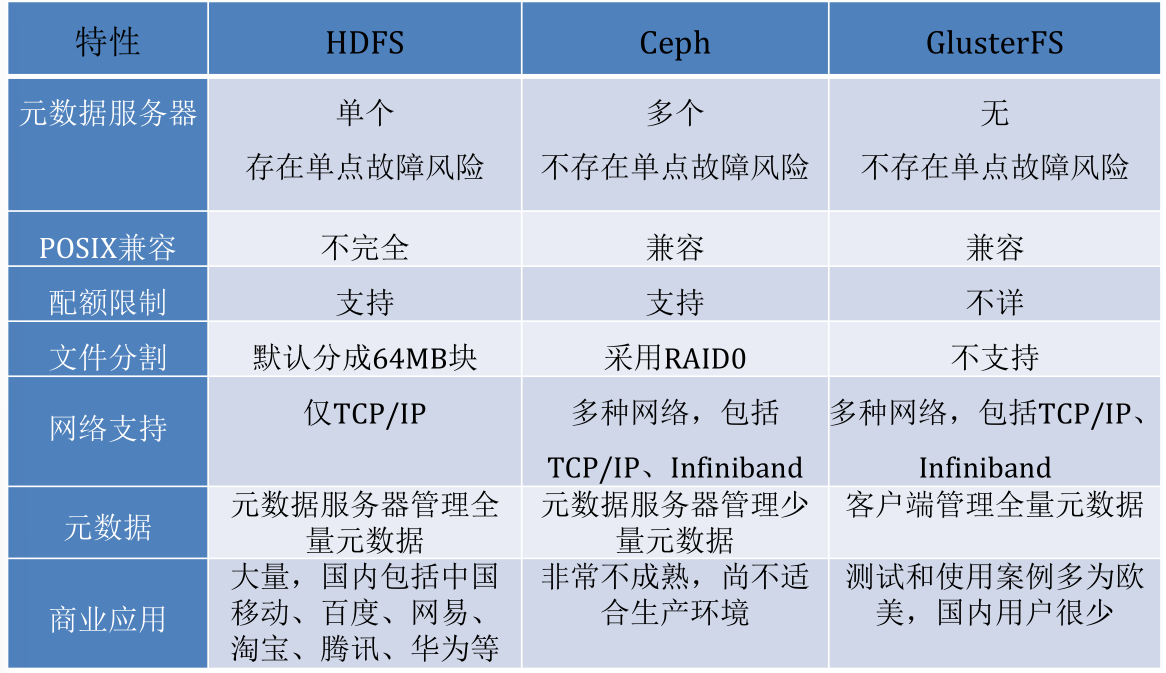 特性 HDFS Ceph GlusterFS
元数据服务器 单个 多个 无
存在单点故障风险 不存在单点故障风险 不存在单点故障风险
POSIX兼容 不完全 兼容 兼容
配额限制 支持 支持 不详
文件分割 默认分成64MB块 采用RAID0 不支持
网络支持 仅TCP/IP 多种网络，包括 多种网络，包括TCP/IP、
TCP/IP、Infiniband Infiniband
元数据 元数据服务器管理全 元数据服务器管理少 客户端管理全量元数据
量元数据 量元数据
商业应用 大量，国内包括中国 非常不成熟，尚不适 测试和使用案例多为欧
移动、百度、网易、 合生产环境 美，国内用户很少
淘宝、腾讯、华为等